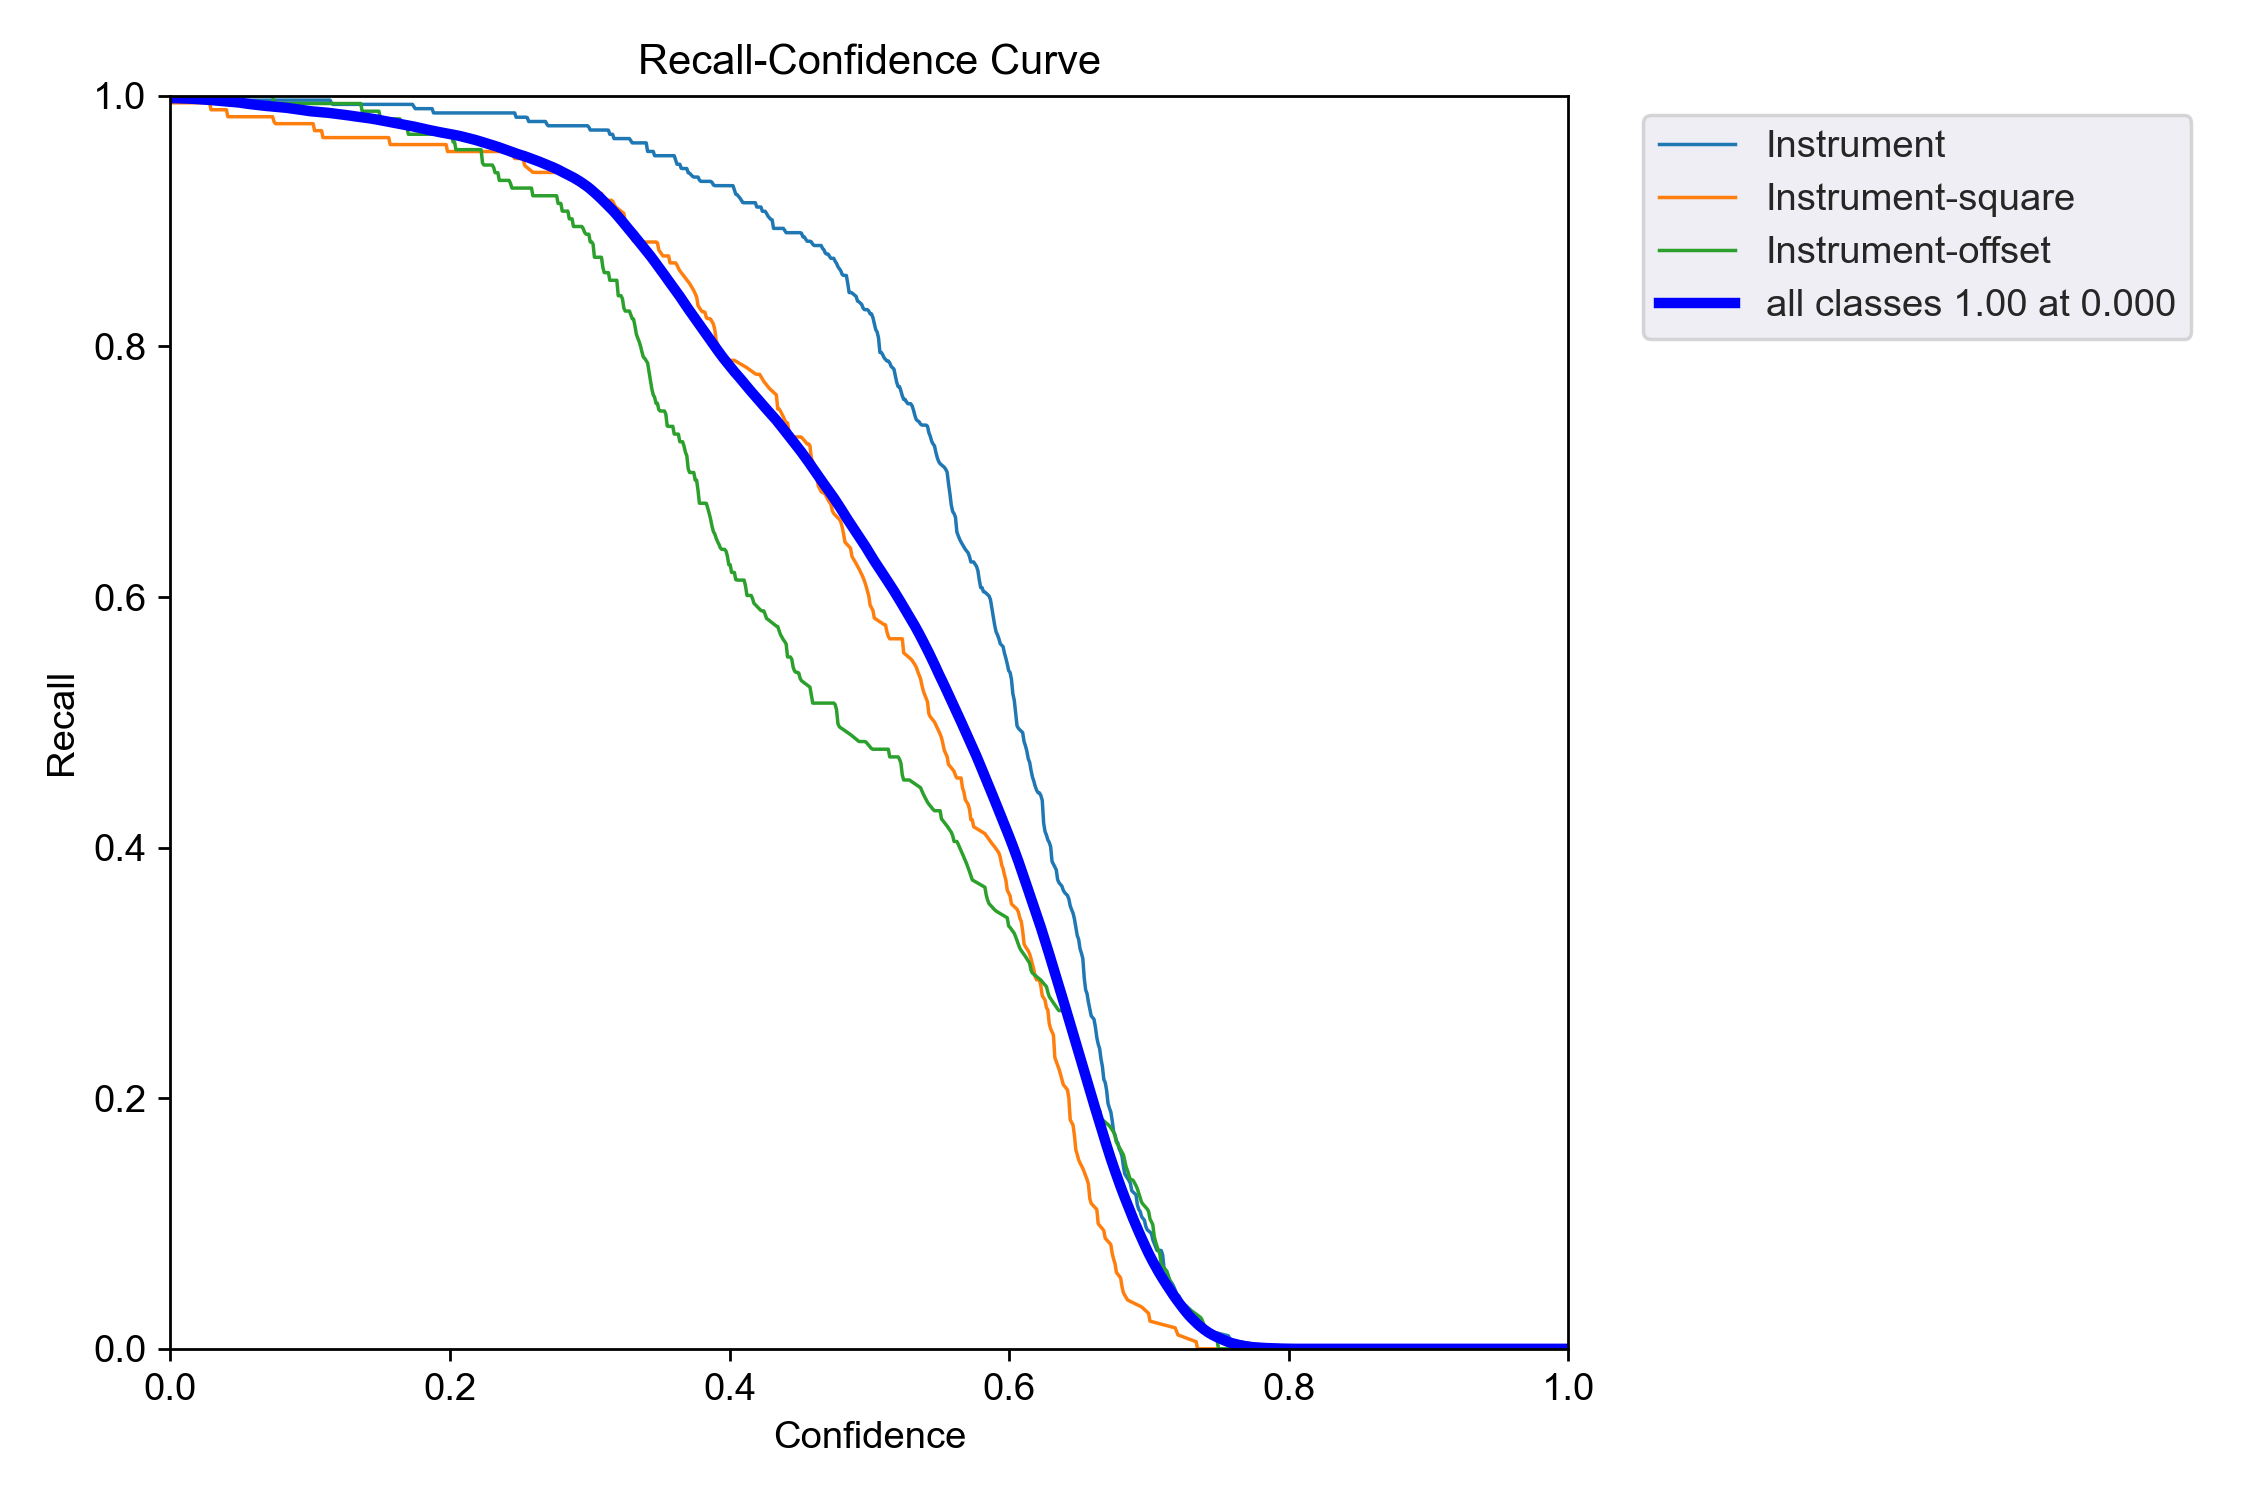 Recall-Confidence Curve
1.0
0.8
0.6
0.4
0.2
0.0
Recall
0.0 0.2 0.4 0.6 0.8 1.0
Confidence
Instrument
Instrument-square
Instrument-offset
all classes 1.00 at 0.000